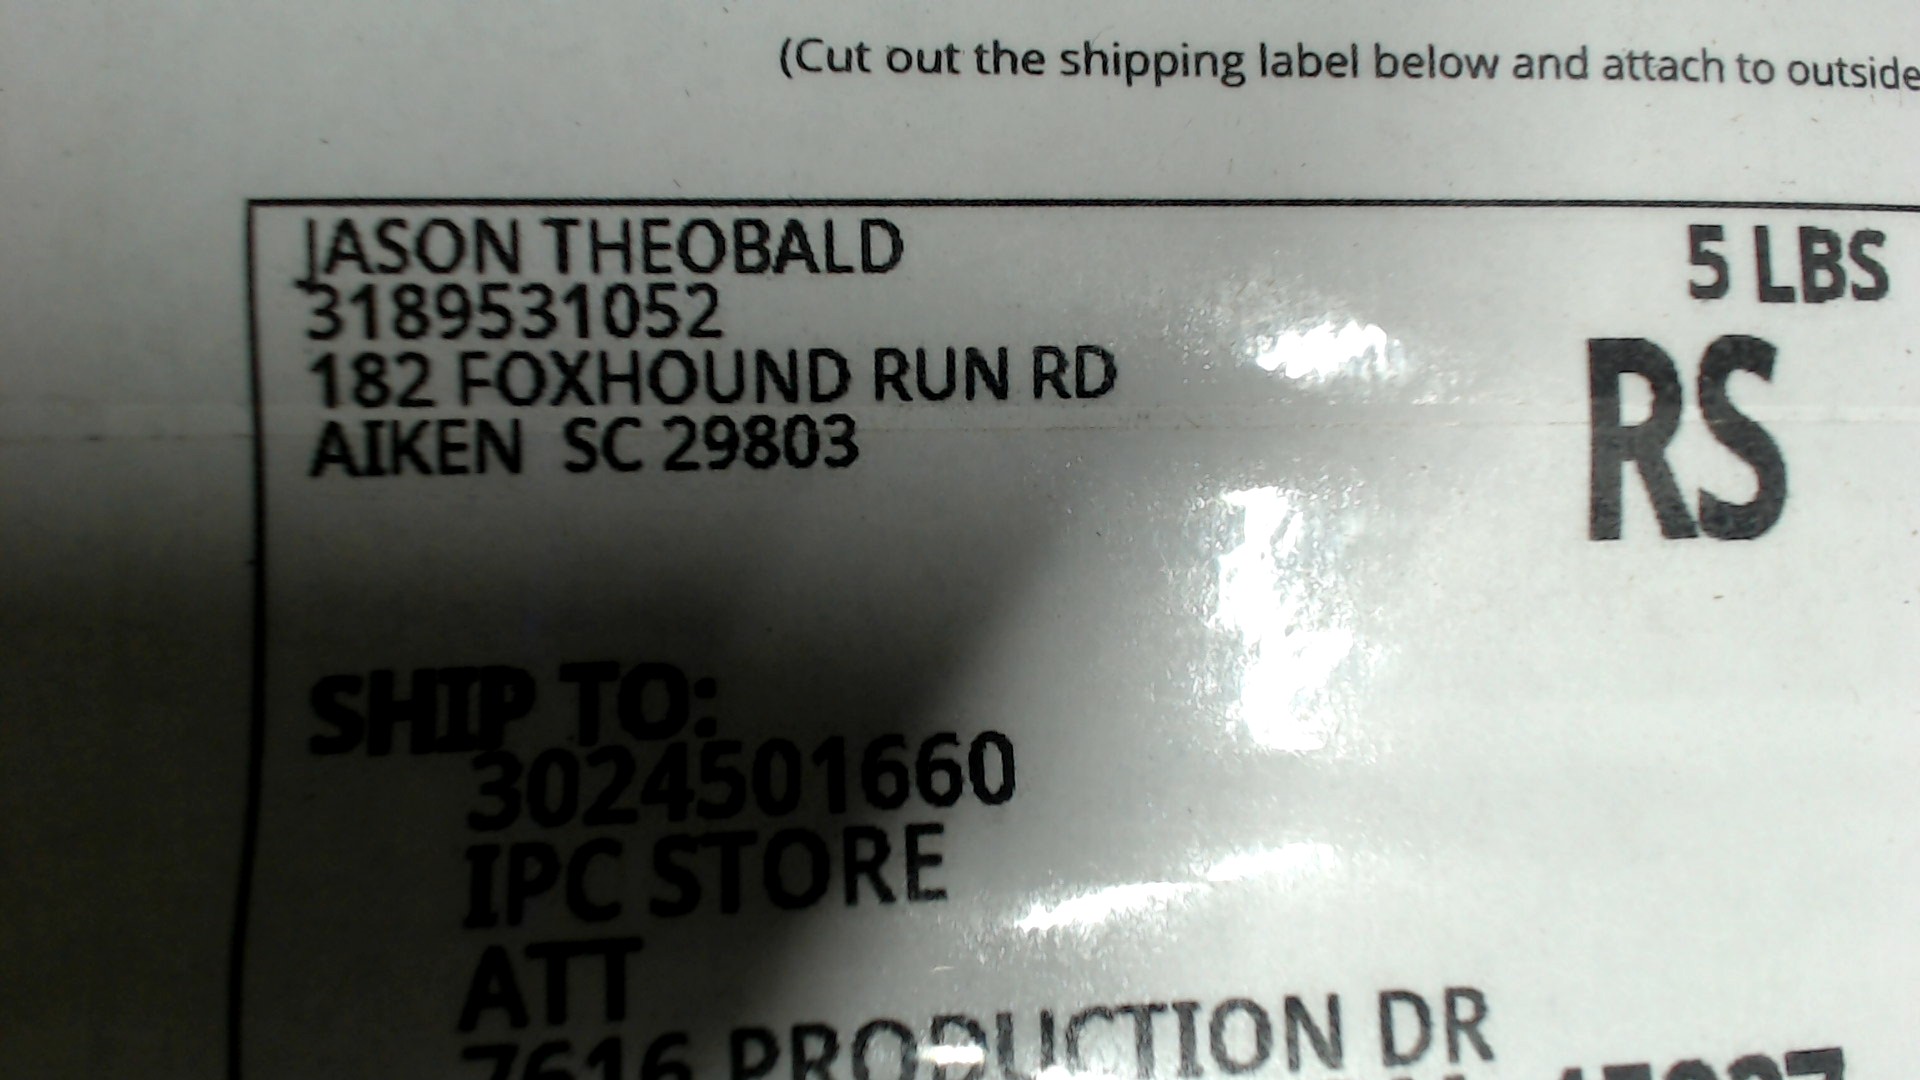 (Cut out the shipping label below and attach to outside
JASON THEOBALD
3189531052
182 FOXHOUND RUN RD
AIKEN SC 29803
5 LBS
RS
SHIP TO:
3024501660
IPC STORE
ATT
7616 PRODUCTION DR